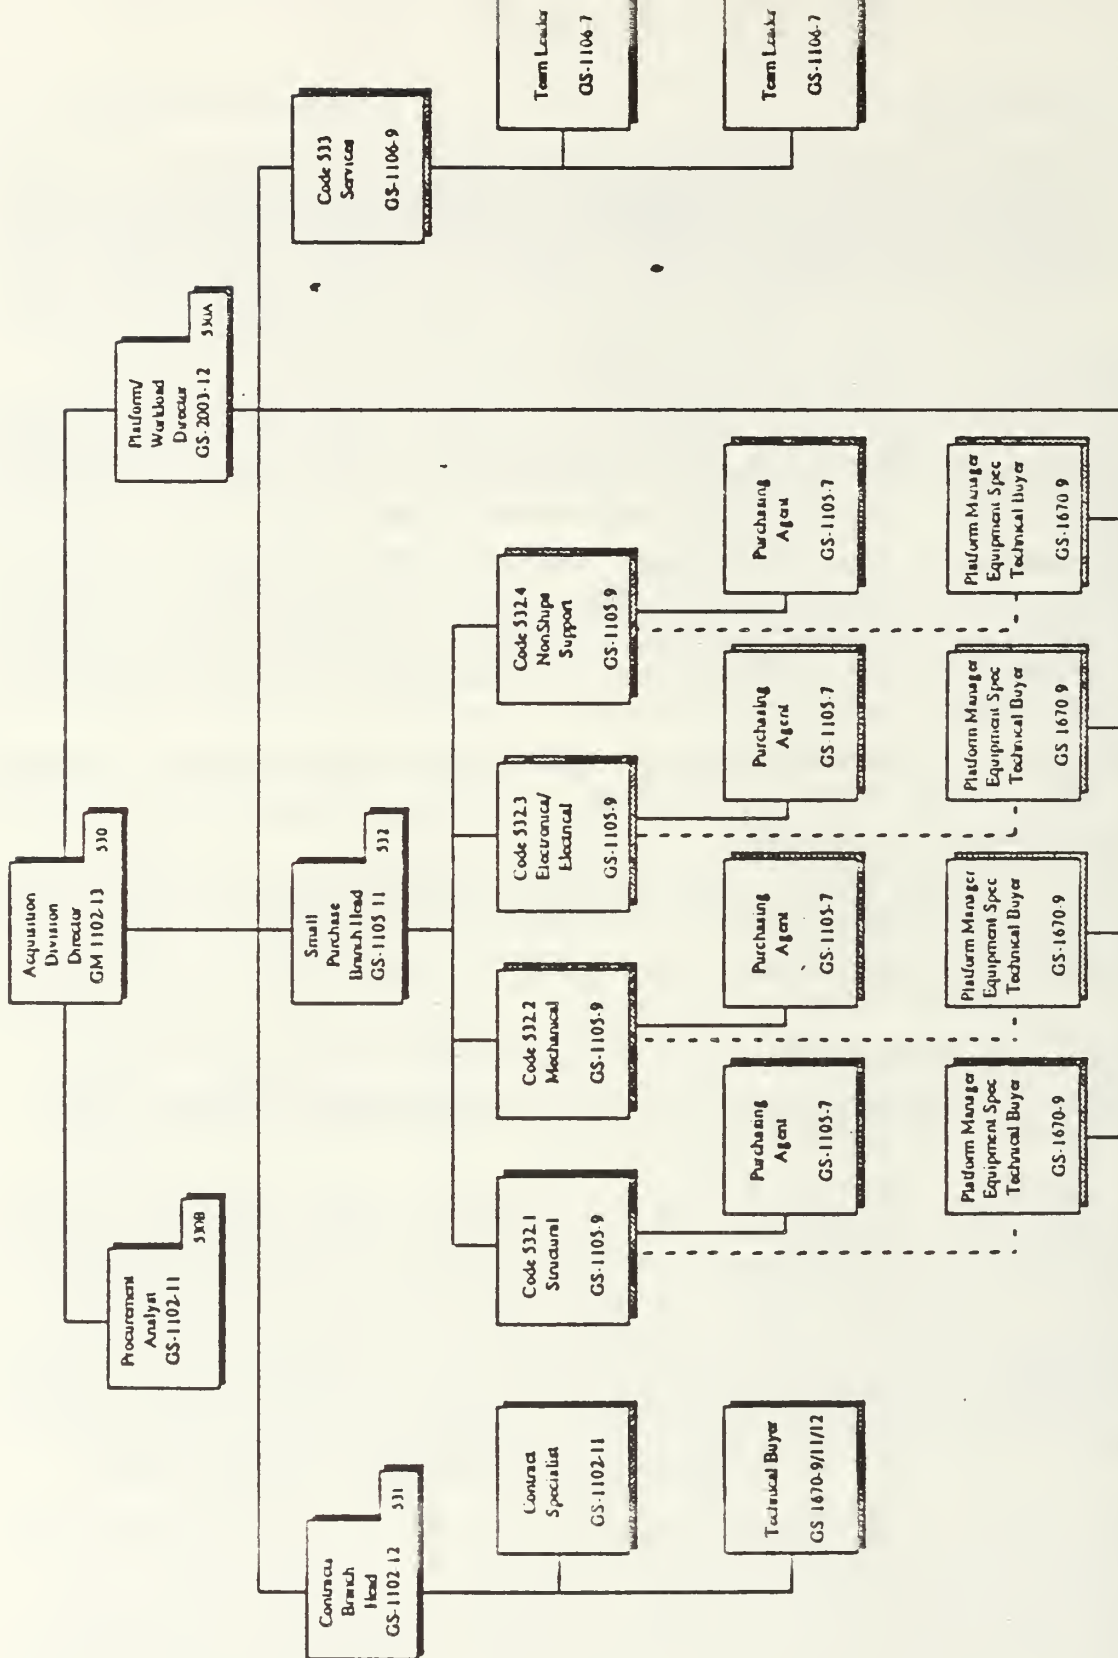 Acquisition
Division
Director
GM 1102-13
530
Procurement
Analyst
GS-1102-11
530B
Platform/
Workload
Director
GS-2003-12
530A
Contracts
Branch
Head
GS-1102-12
531
Small
Purchase
Branch Head
GS-1105-11
532
Code 533
Services
GS-1106-9
Contract
Specialist
GS-1102-11
Code 532.1
Structural
GS-1105-9
Code 532.2
Mechanical
GS-1105-9
Code 532.3
Electronics/
Electrical
GS-1105-9
Code 532.4
NonShips
Support
GS-1105-9
Team Leader
GS-1106-7
Technical Buyer
GS 1670-9/11/12
Purchasing
Agent
GS-1105-7
Purchasing
Agent
GS-1105-7
Purchasing
Agent
GS-1105-7
Purchasing
Agent
GS-1105-7
Team Leader
GS-1106-7
Platform Manager
Equipment Spec
Technical Buyer
GS-1670-9
Platform Manager
Equipment Spec
Technical Buyer
GS-1670-9
Platform Manager
Equipment Spec
Technical Buyer
GS 1670 9
Platform Manager
Equipment Spec
Technical Buyer
GS-1670 9